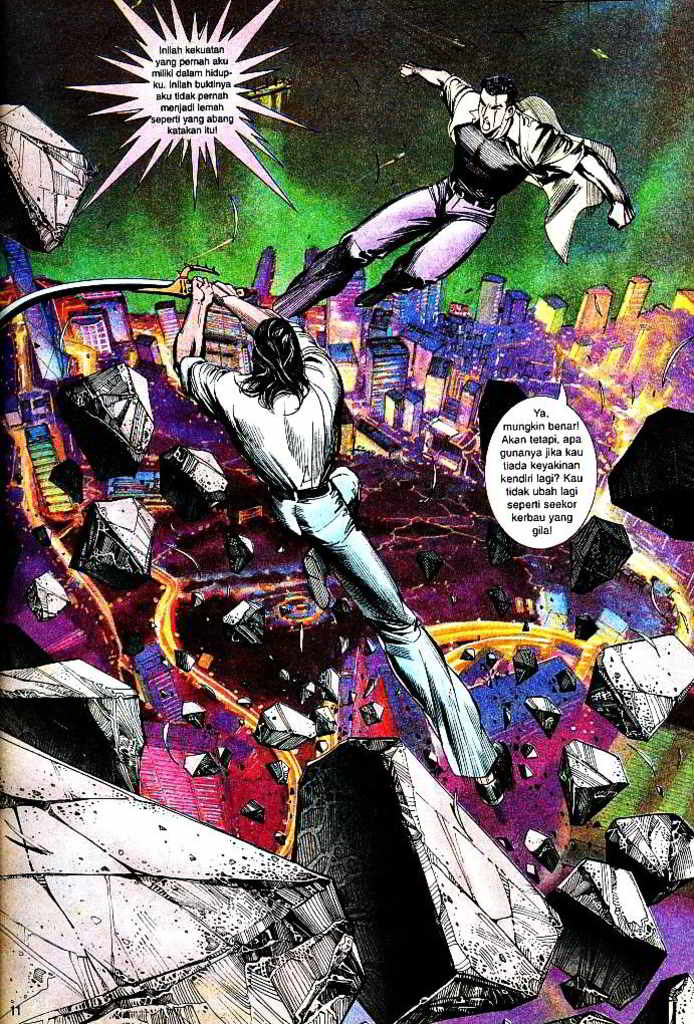 Inilah kekuatan
yang pernah aku
miliki dalam hidup-
ku. Inilah buktinya
aku tidak pernah
menjadi lemah
seperti yang abang
katakan itu!
Ya,
mungkin benar!
Akan tetapi, apa
gunanya jika kau
tiada keyakinan
kendiri lagi? Kau
tidak ubah lagi
seperti seekor
kerbau yang
gila!
11